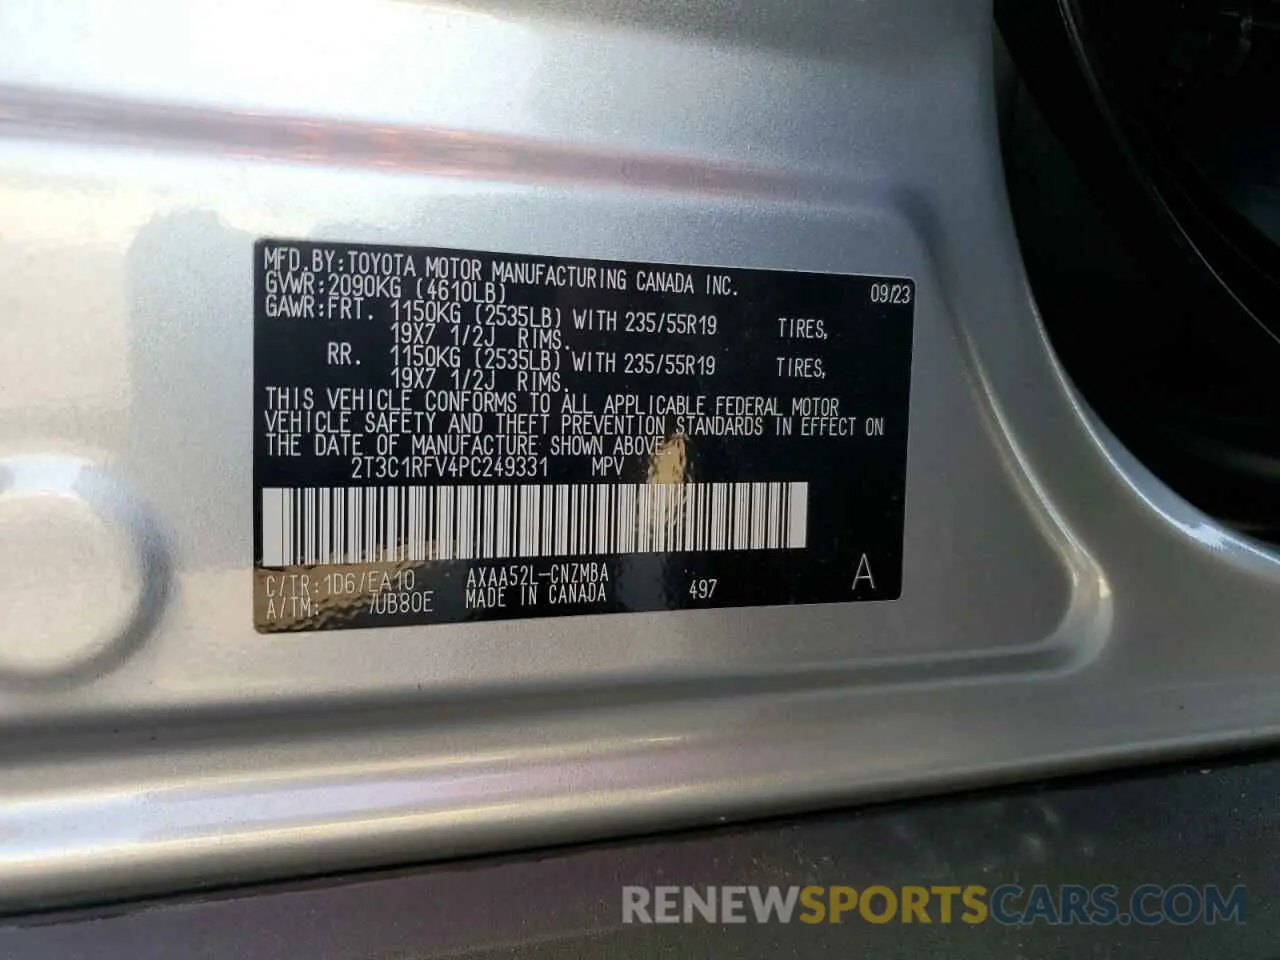 MFD.BY:TOYOTA MOTOR MANUFACTURING CANADA INC.
GVWR:2090KG (4610LB) 09/23
GAWR:FRT. 1150KG (2535LB) WITH 235/55R19 TIRES,
19X7 1/2J RIMS.
RR. 1150KG (2535LB) WITH 235/55R19 TIRES,
19X7 1/2J RIMS.
THIS VEHICLE CONFORMS TO ALL APPLICABLE FEDERAL MOTOR
VEHICLE SAFETY AND THEFT PREVENTION STANDARDS IN EFFECT ON
THE DATE OF MANUFACTURE SHOWN ABOVE.
2T3C1RFV4PC249331 MPV
C/TR:1D6/EA10 AXAA52L-CNZMBA A
A/TM: /UB80E MADE IN CANADA 497
RENEWSPORTSCARS.COM